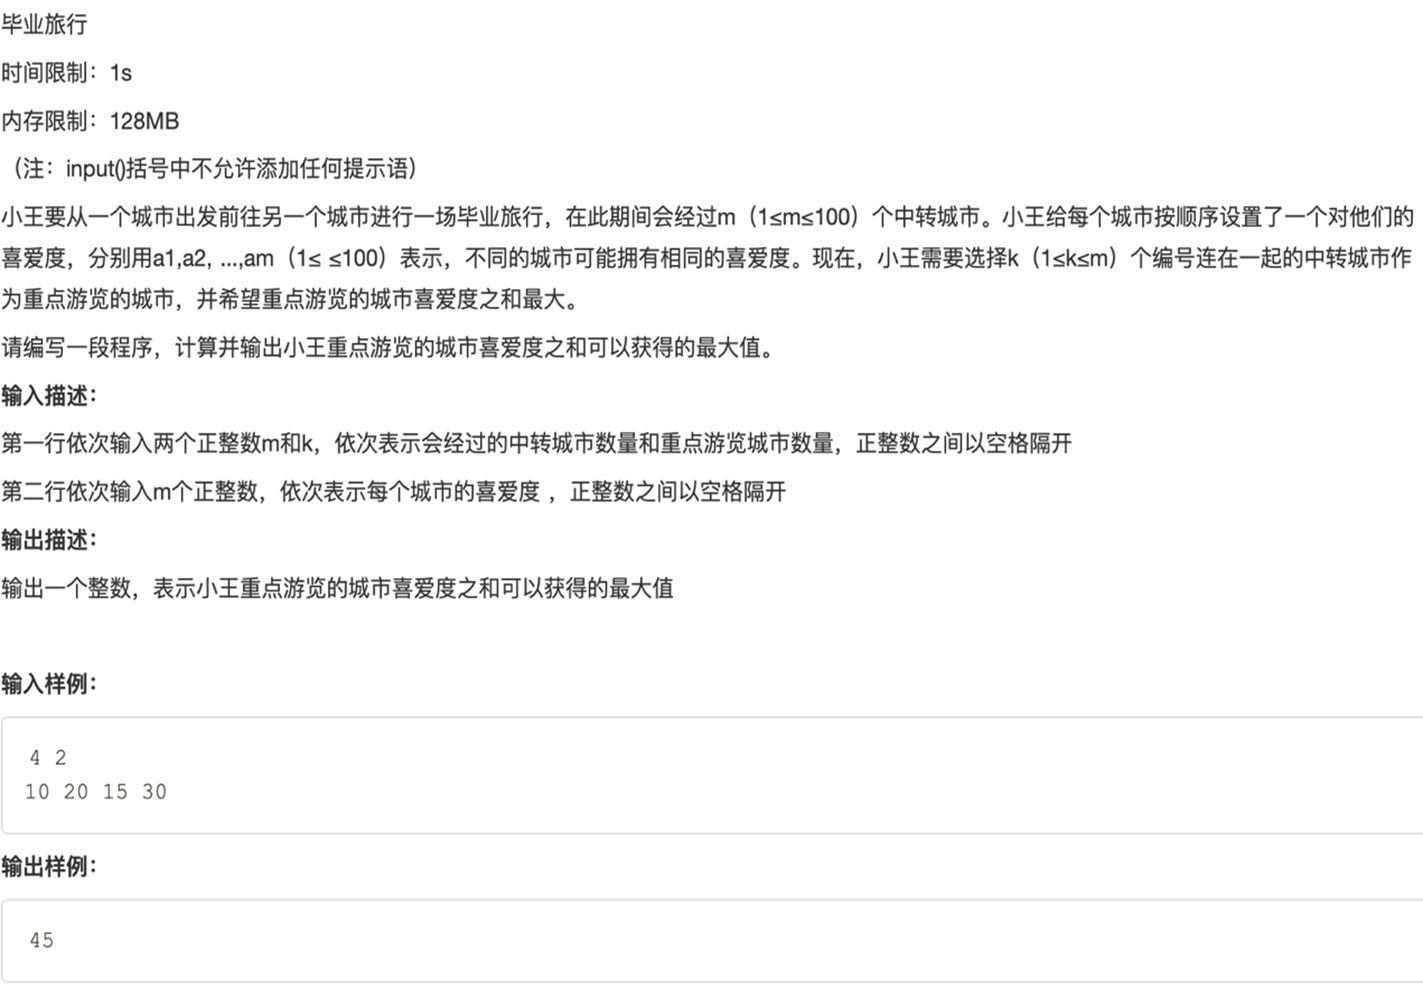 毕业旅行
时间限制：1s
内存限制：128MB
（注：input()括号中不允许添加任何提示语）
小王要从一个城市出发前往另一个城市进行一场毕业旅行，在此期间会经过m（1≤m≤100）个中转城市。小王给每个城市按顺序设置了一个对他们的
喜爱度，分别用a1,a2, ...,am（1≤ ≤100）表示，不同的城市可能拥有相同的喜爱度。现在，小王需要选择k（1≤k≤m）个编号连在一起的中转城市作
为重点游览的城市，并希望重点游览的城市喜爱度之和最大。
请编写一段程序，计算并输出小王重点游览的城市喜爱度之和可以获得的最大值。
输入描述：
第一行依次输入两个正整数m和k，依次表示会经过的中转城市数量和重点游览城市数量，正整数之间以空格隔开
第二行依次输入m个正整数，依次表示每个城市的喜爱度 ，正整数之间以空格隔开
输出描述：
输出一个整数，表示小王重点游览的城市喜爱度之和可以获得的最大值
输入样例：
4 2
10 20 15 30
输出样例：
45